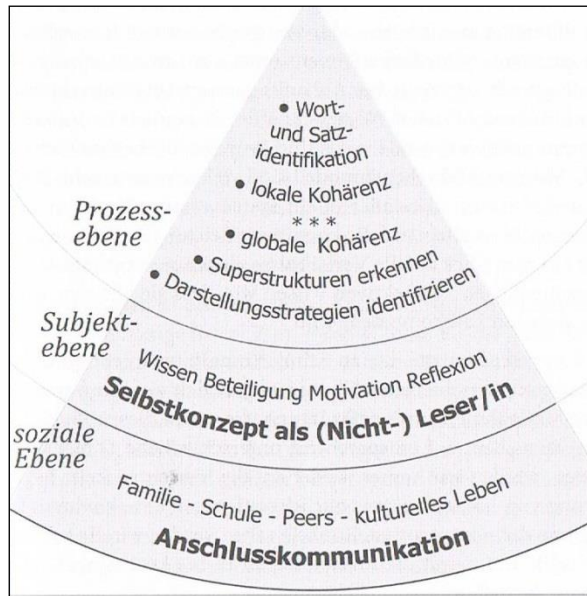 • Wort-
und Satz-
identifikation
• lokale Kohärenz
Prozess-
ebene
• globale Kohärenz
• Superstrukturen erkennen
• Darstellungsstrategien identifizieren
Subjekt-
ebene
Wissen Beteiligung Motivation Reflexion
Selbstkonzept als (Nicht-) Leser/in
soziale
Ebene
Familie - Schule - Peers - kulturelles Leben
Anschlusskommunikation